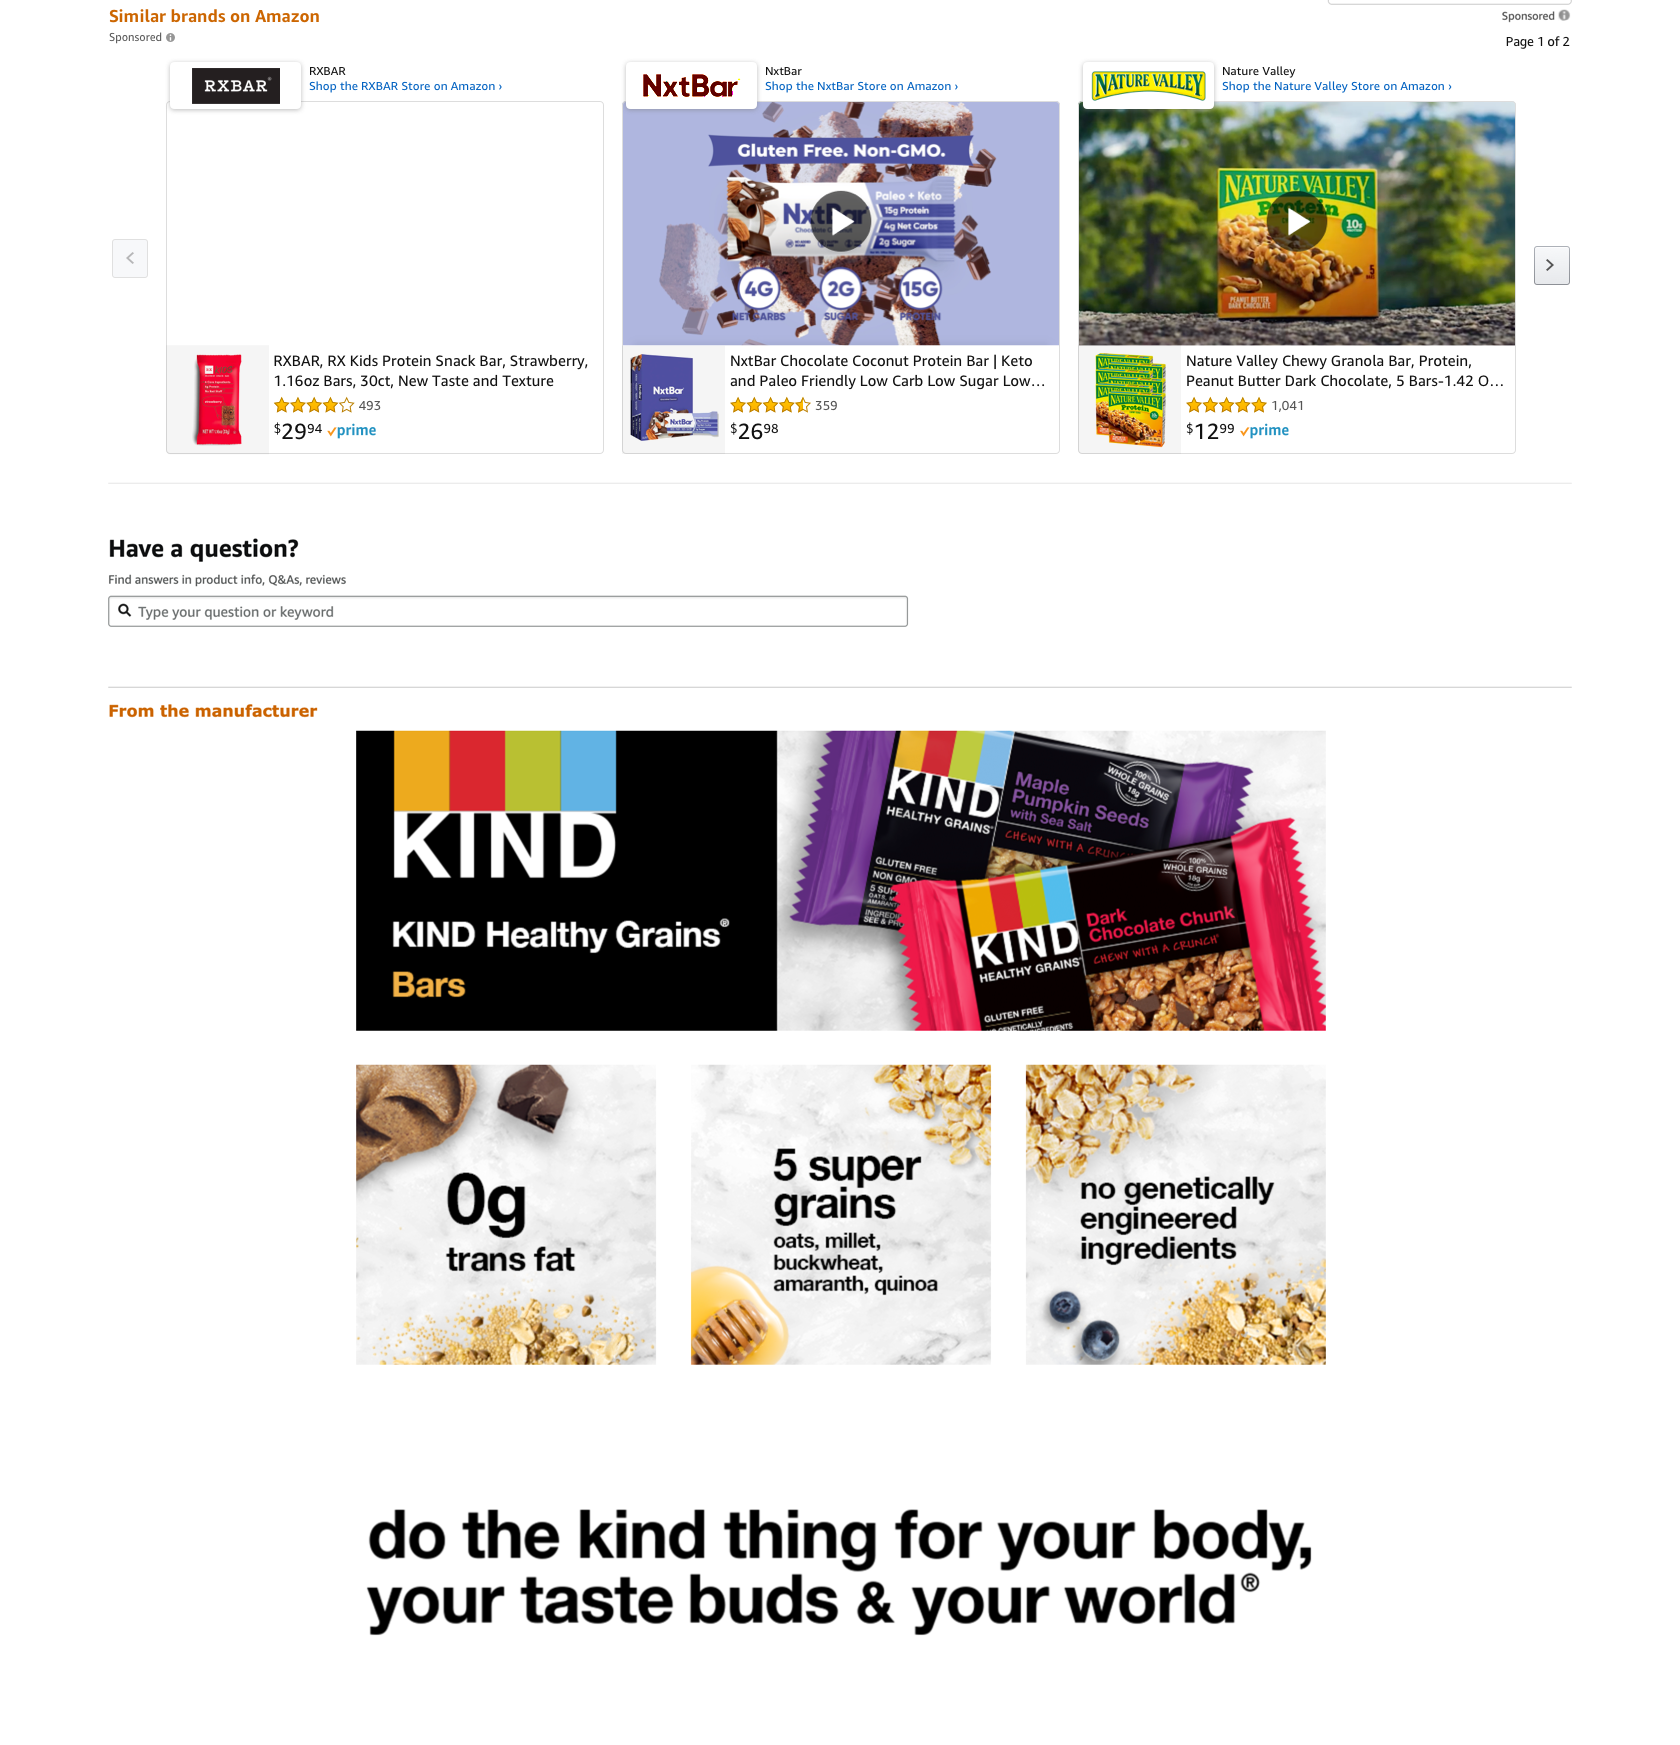 Similar brands on Amazon
Sponsored
Sponsored
Page 1 of 2
RXBAR
RXBAR
Shop the RXBAR Store on Amazon ›
RXBAR, RX Kids Protein Snack Bar, Strawberry,
1.16oz Bars, 30ct, New Taste and Texture
493
$29 94 prime
NxtBar
NxtBar
Shop the NxtBar Store on Amazon ›
Gluten Free. Non-GMO.
Paleo + Keto
15g Protein
4g Net Carbs
2g Sugar
4G
2G
15G
NET CARBS
SUGAR
PROTEIN
NxtBar
NxtBar
NxtBar Chocolate Coconut Protein Bar | Keto
and Paleo Friendly Low Carb Low Sugar Low...
359
$26 98
NATURE VALLEY
Nature Valley
Shop the Nature Valley Store on Amazon ›
NATURE VALLEY
Protein
10g
PEANUT BUTTER
DARK CHOCOLATE
NATURE VALLEY
Protein
Nature Valley Chewy Granola Bar, Protein,
Peanut Butter Dark Chocolate, 5 Bars-1.42 O...
1,041
$12 99 prime
Have a question?
Find answers in product info, Q&As, reviews
Type your question or keyword
From the manufacturer
KIND
KIND Healthy Grains®
Bars
KIND
HEALTHY GRAINS®
Maple
Pumpkin Seeds
with Sea Salt
CHEWY WITH A CRUNC
100%
WHOLE GRAINS
18g
GLUTEN FREE
NON GMO
KIND
HEALTHY GRAINS®
Dark
Chocolate Chunk
CHEWY WITH A CRUNCH®
100%
WHOLE GRAINS
18g
GLUTEN FREE
0g
trans fat
5 super
grains
oats, millet,
buckwheat,
amaranth, quinoa
no genetically
engineered
ingredients
do the kind thing for your body,
your taste buds & your world®